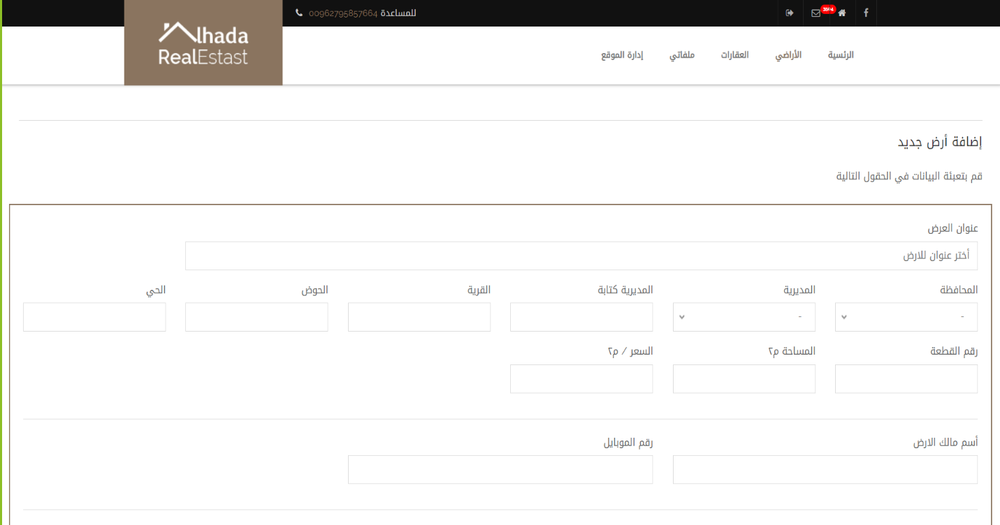 للمساعدة 00962795857664
Alhada
RealEstast
الرئسية الأراضي العقارات ملفاتي إدارة الموقع
إضافة أرض جديد
قم بتعبئة البيانات في الحقول التالية
عنوان العرض
أختر عنوان للارض
المحافظة المديرية المديرية كتابة القرية الحوض الحي
- -
رقم القطعة المساحة م٢ السعر / م٢
أسم مالك الارض رقم الموبايل